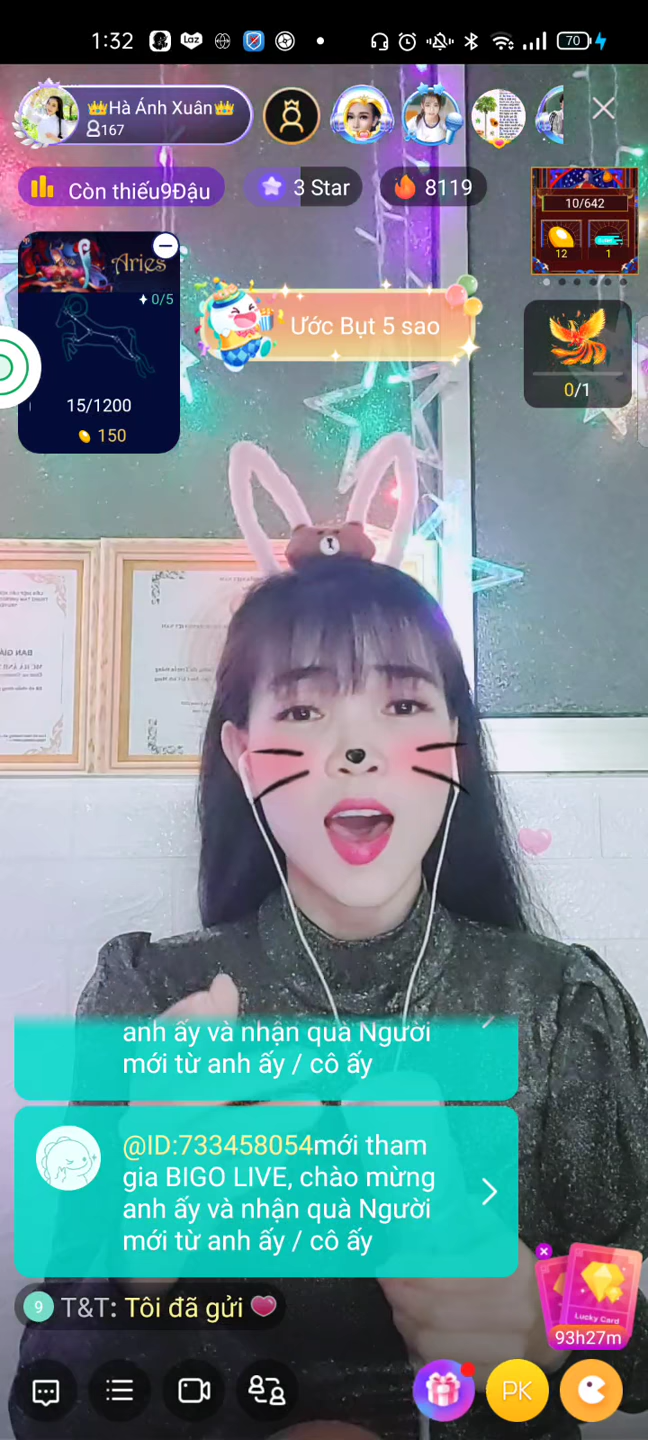 1:32
Laz
70
👑Hà Ánh Xuân👑
167
Còn thiếu9Đậu
3 Star
8119
10/642
12
1
Aries
0/5
15/1200
150
Ước Bụt 5 sao
0/1
BAN GIÁ
anh ấy và nhận quà Người
mới từ anh ấy / cô ấy
@ID:733458054mới tham
gia BIGO LIVE, chào mừng
anh ấy và nhận quà Người
mới từ anh ấy / cô ấy
9 T&T: Tôi đã gửi
Lucky Card
93h27m
PK